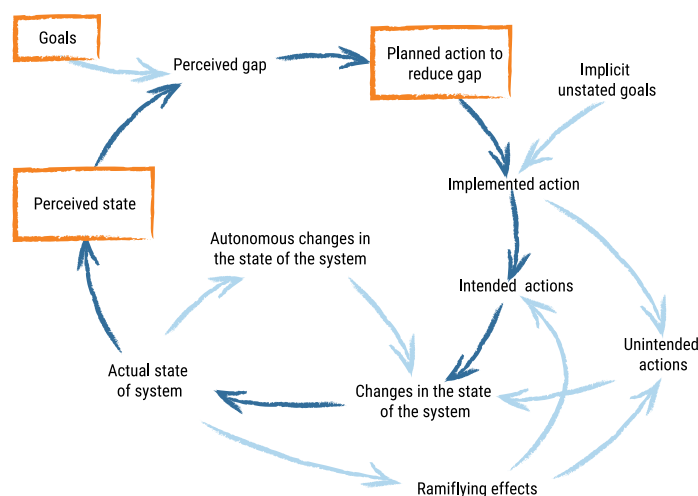 Goals
Perceived gap
Planned action to
reduce gap
Implicit
unstated goals
Implemented action
Perceived state
Autonomous changes in
the state of the system
Intended actions
Unintended
actions
Actual state
of system
Changes in the state
of the system
Ramiflying effects